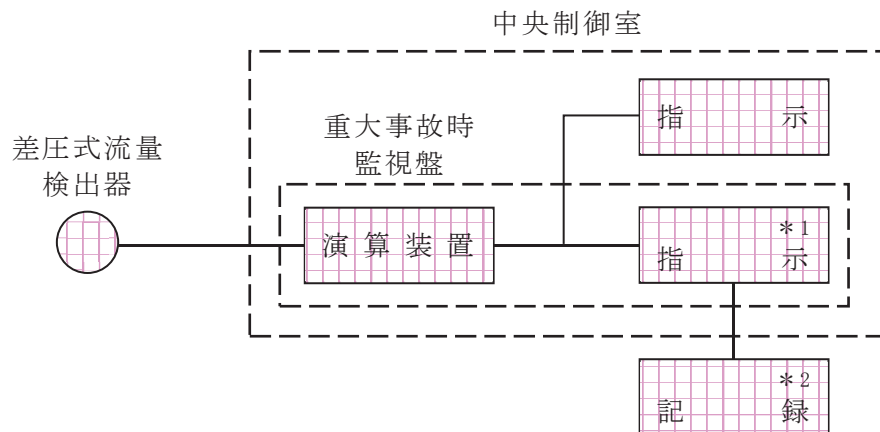 中央制御室
指示
重大事故時
監視盤
差圧式流量
検出器
演算装置
指示 *1
記録 *2